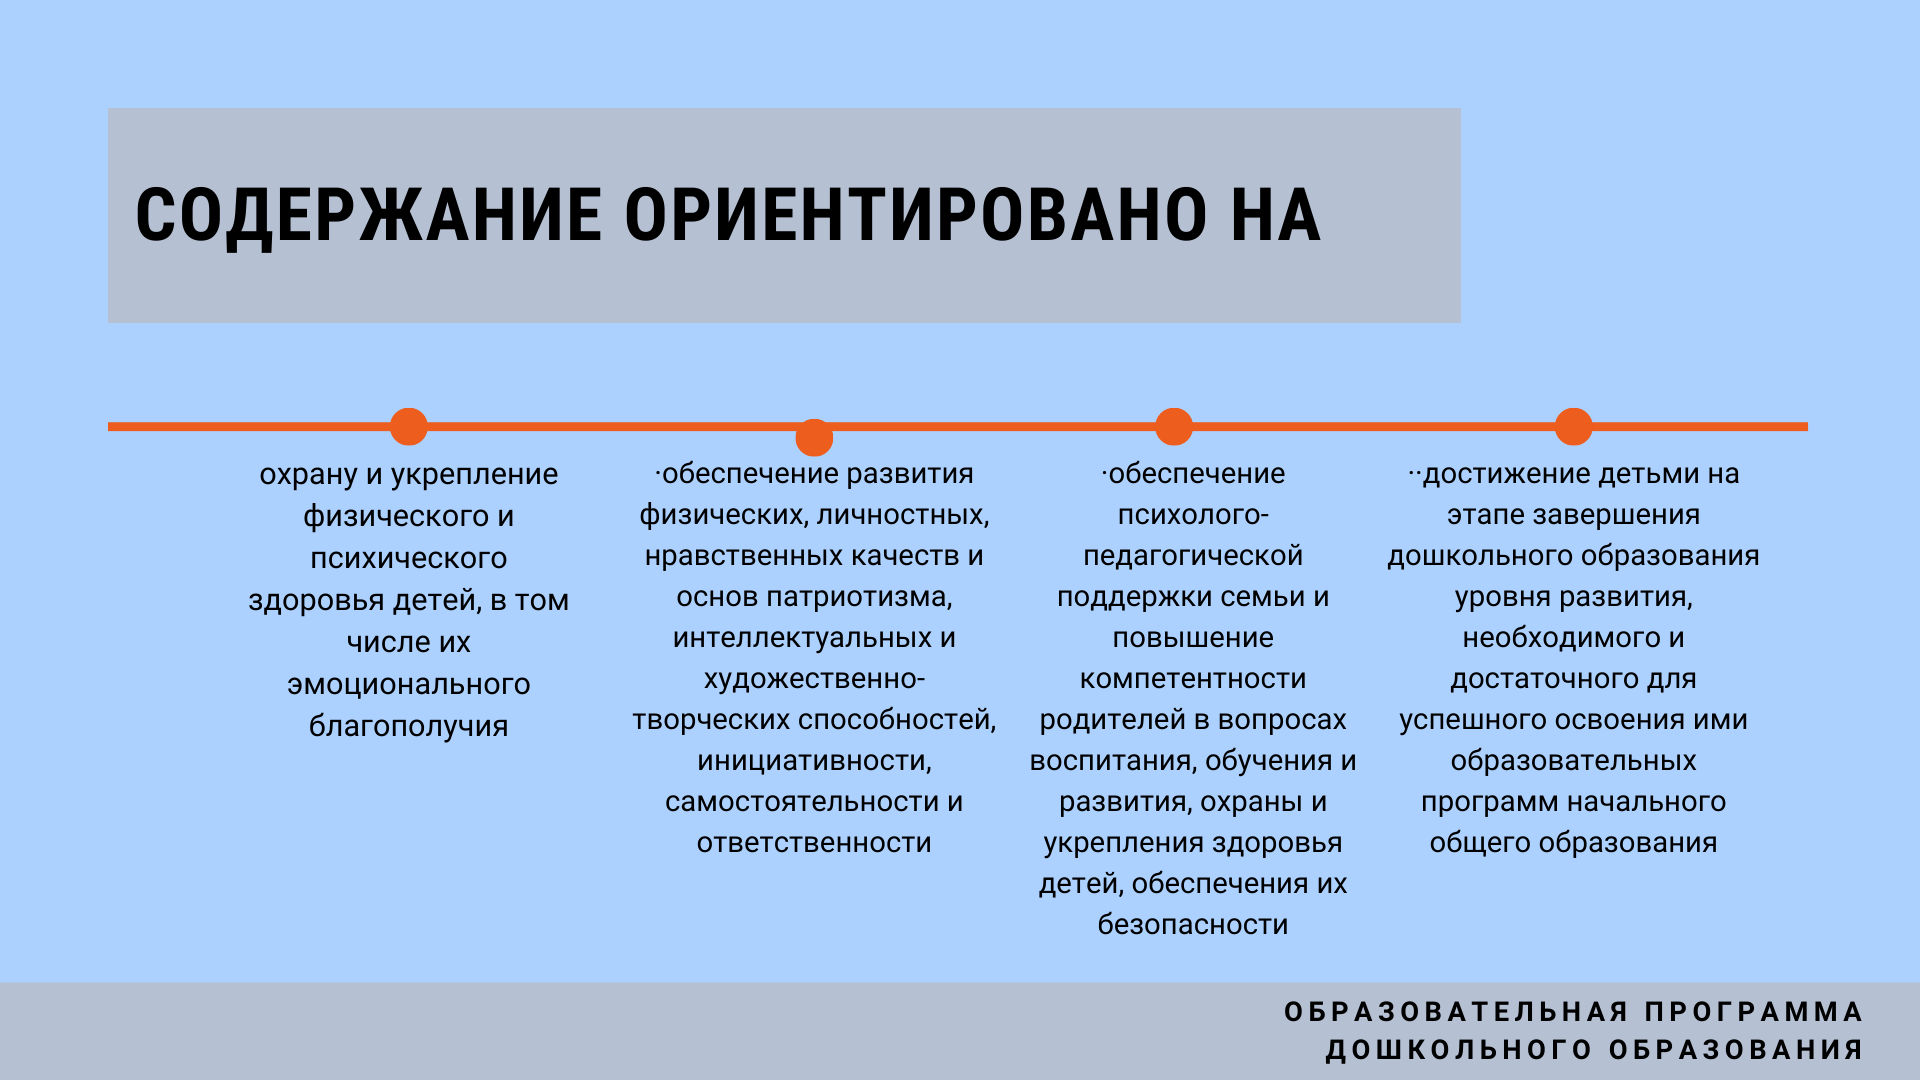 СОДЕРЖАНИЕ ОРИЕНТИРОВАНО НА
охрану и укрепление
физического и
психического
здоровья детей, в том
числе их
эмоционального
благополучия
·обеспечение развития
физических, личностных,
нравственных качеств и
основ патриотизма,
интеллектуальных и
художественно-
творческих способностей,
инициативности,
самостоятельности и
ответственности
·обеспечение
психолого-
педагогической
поддержки семьи и
повышение
компетентности
родителей в вопросах
воспитания, обучения и
развития, охраны и
укрепления здоровья
детей, обеспечения их
безопасности
··достижение детьми на
этапе завершения
дошкольного образования
уровня развития,
необходимого и
достаточного для
успешного освоения ими
образовательных
программ начального
общего образования
ОБРАЗОВАТЕЛЬНАЯ ПРОГРАММА
ДОШКОЛЬНОГО ОБРАЗОВАНИЯ